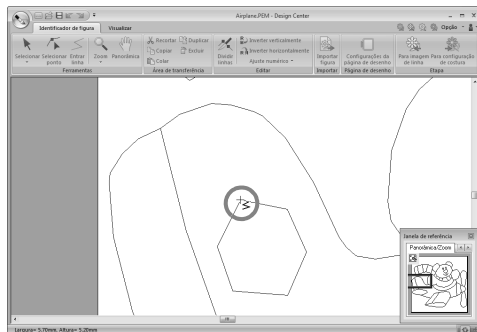 Airplane.PEM - Design Center
Identificador de figura Visualizar Opção
Selecionar Selecionar ponto Entrar linha Zoom Panorâmica
Recortar Duplicar
Copiar Excluir
Colar
Dividir linhas
Inverter verticalmente
Inverter horizontalmente
Ajuste numérico
Importar figura
Configurações da página de desenho
Para imagem de linha Para configuração de costura
Ferramentas Área de transferência Editar Importar Página de desenho Etapa
Janela de referência
Panorâmica/Zoom
Largura= 5.70mm, Altura= 5.20mm